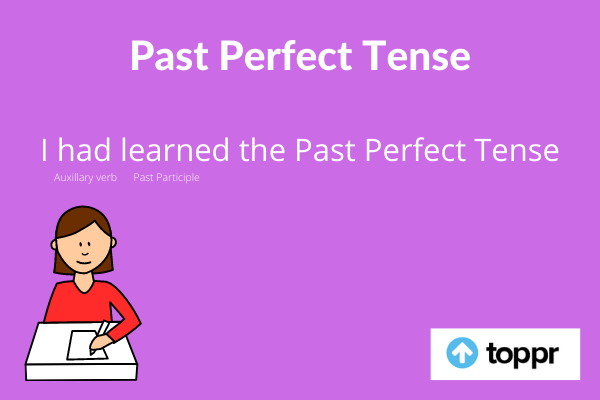 Past Perfect Tense
I had learned the Past Perfect Tense
Auxillary verb Past Participle
toppr